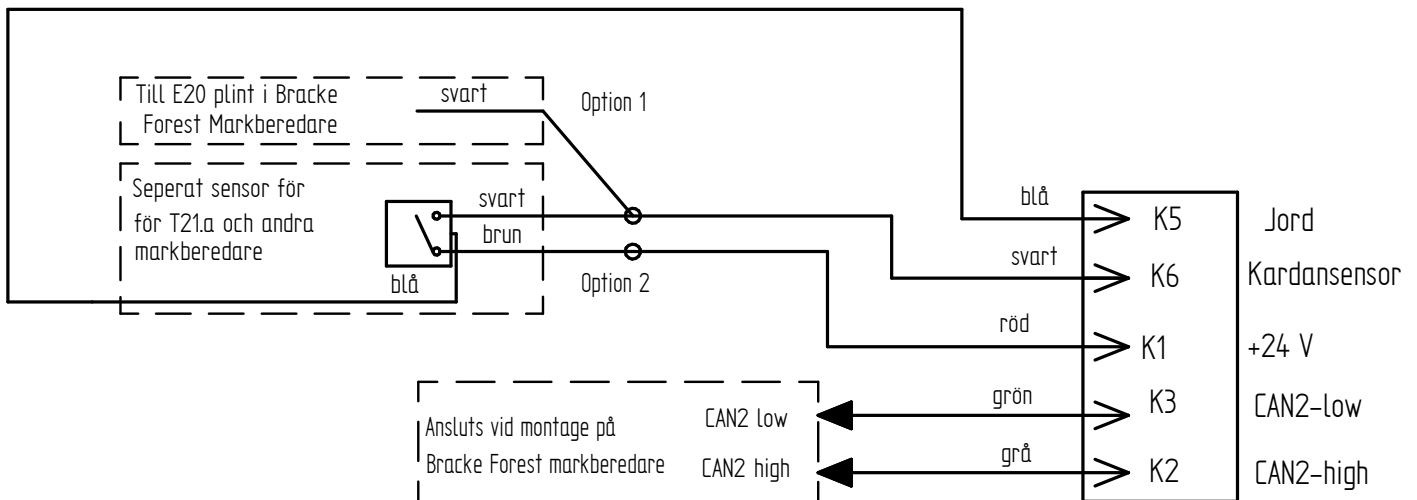 Till E20 plint i Bracke
Forest Markberedare
svart
Option 1
Seperat sensor för
för T21.a och andra
markberedare
svart
brun
blå
Option 2
blå
K5
Jord
svart
K6
Kardansensor
röd
K1
+24 V
Ansluts vid montage på
Bracke Forest markberedare
CAN2 low
CAN2 high
grön
K3
CAN2-low
grå
K2
CAN2-high